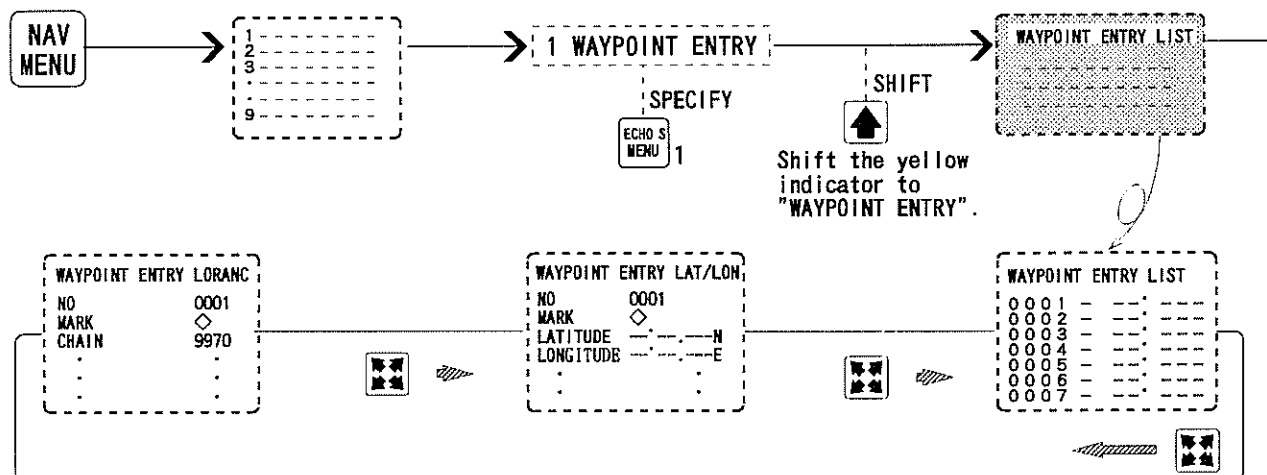 NAV
MENU
1 - - - - - - - - -
2 - - - - - - - - -
3 - - - - - - - - -
. - - - - - - - - -
. - - - - - - - - -
9 - - - - - - - - -
1 WAYPOINT ENTRY
SPECIFY
ECHO S
MENU
1
SHIFT
Shift the yellow
indicator to
"WAYPOINT ENTRY".
WAYPOINT ENTRY LIST
WAYPOINT ENTRY LORANC
NO 0001
MARK ◇
CHAIN 9970
WAYPOINT ENTRY LAT/LON
NO 0001
MARK ◇
LATITUDE --°--.---N
LONGITUDE --°--.---E
WAYPOINT ENTRY LIST
0001 - --. ---
0002 - --. ---
0003 - --. ---
0004 - --. ---
0005 - --. ---
0006 - --. ---
0007 - --. ---